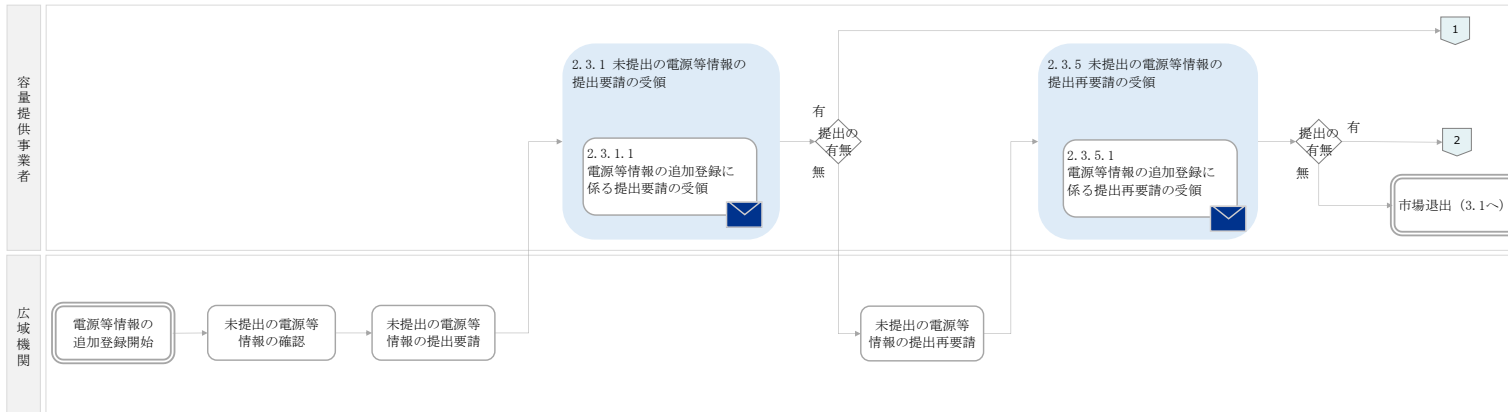 容量提供事業者
2.3.1 未提出の電源等情報の
提出要請の受領
2.3.1.1
電源等情報の追加登録に
係る提出要請の受領
有
提出の
有無
無
1
2.3.5 未提出の電源等情報の
提出再要請の受領
2.3.5.1
電源等情報の追加登録に
係る提出再要請の受領
提出の
有無
有
無
2
市場退出（3.1へ）
広域機関
電源等情報の
追加登録開始
未提出の電源等
情報の確認
未提出の電源等
情報の提出要請
未提出の電源等
情報の提出再要請